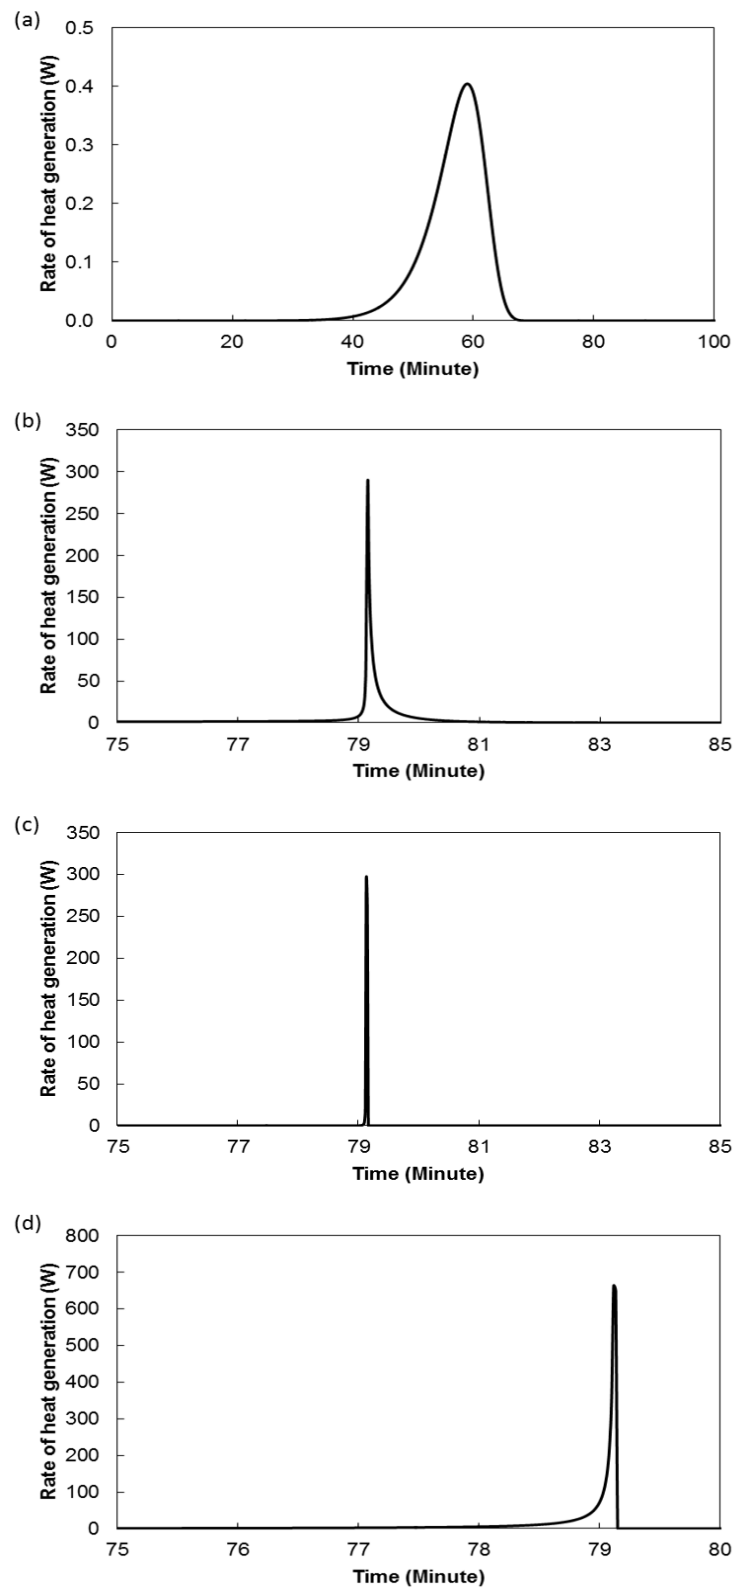 (a)
Rate of heat generation (W)
0.5
0.4
0.3
0.2
0.1
0.0
0 20 40 60 80 100
Time (Minute)
(b)
Rate of heat generation (W)
350
300
250
200
150
100
50
0
75 77 79 81 83 85
Time (Minute)
(c)
Rate of heat generation (W)
350
300
250
200
150
100
50
0
75 77 79 81 83 85
Time (Minute)
(d)
Rate of heat generation (W)
800
700
600
500
400
300
200
100
0
75 76 77 78 79 80
Time (Minute)